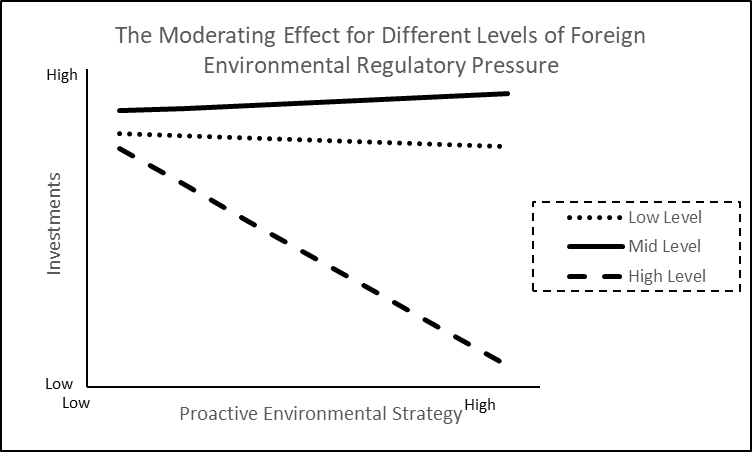 The Moderating Effect for Different Levels of Foreign
Environmental Regulatory Pressure
High
Investments
Low Level
Mid Level
High Level
Low
Low
High
Proactive Environmental Strategy